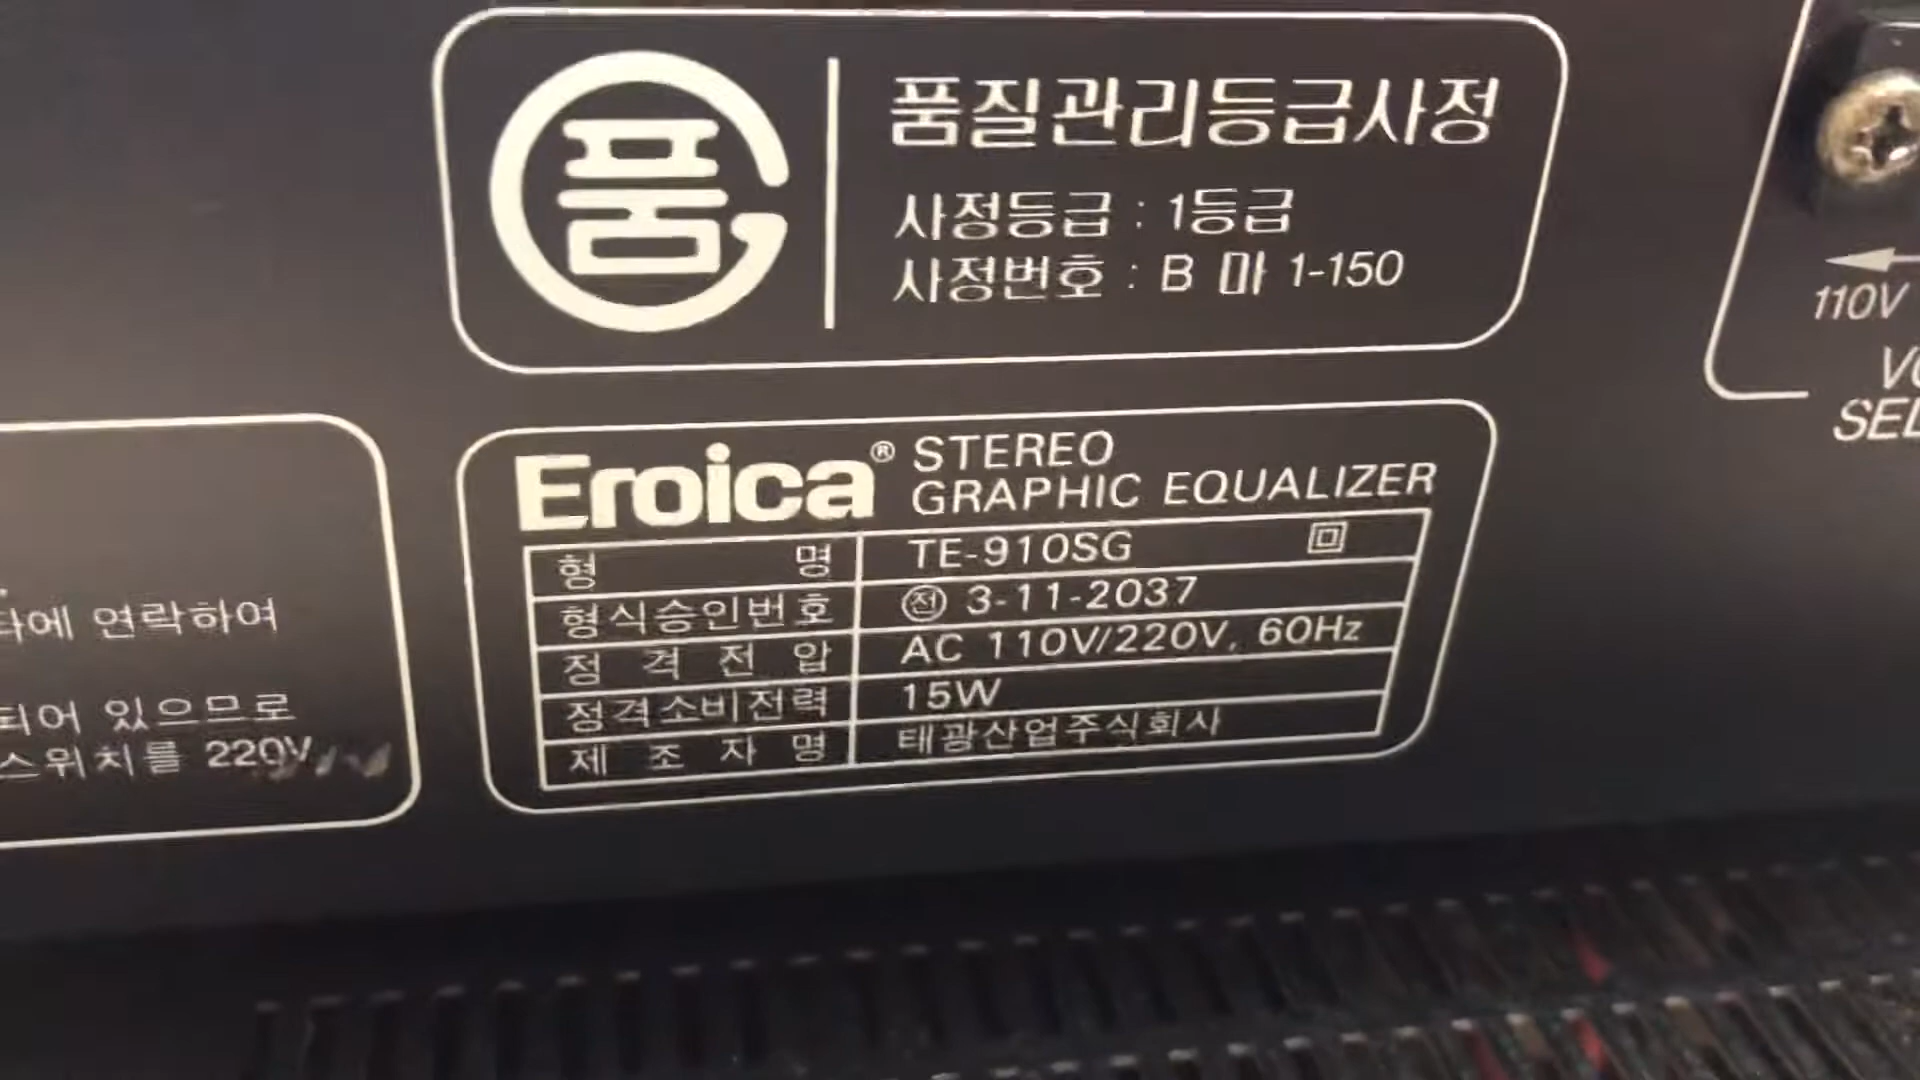 품
품질관리등급사정
사정등급 : 1등급
사정번호 : B 마 1-150
110V
에 연락하여
되어 있으므로
스위치를 220V
Eroica® STEREO
GRAPHIC EQUALIZER
형 명 TE-910SG
형식승인번호 전 3-11-2037
정격전압 AC 110V/220V, 60Hz
정격소비전력 15W
제조자명 태광산업주식회사